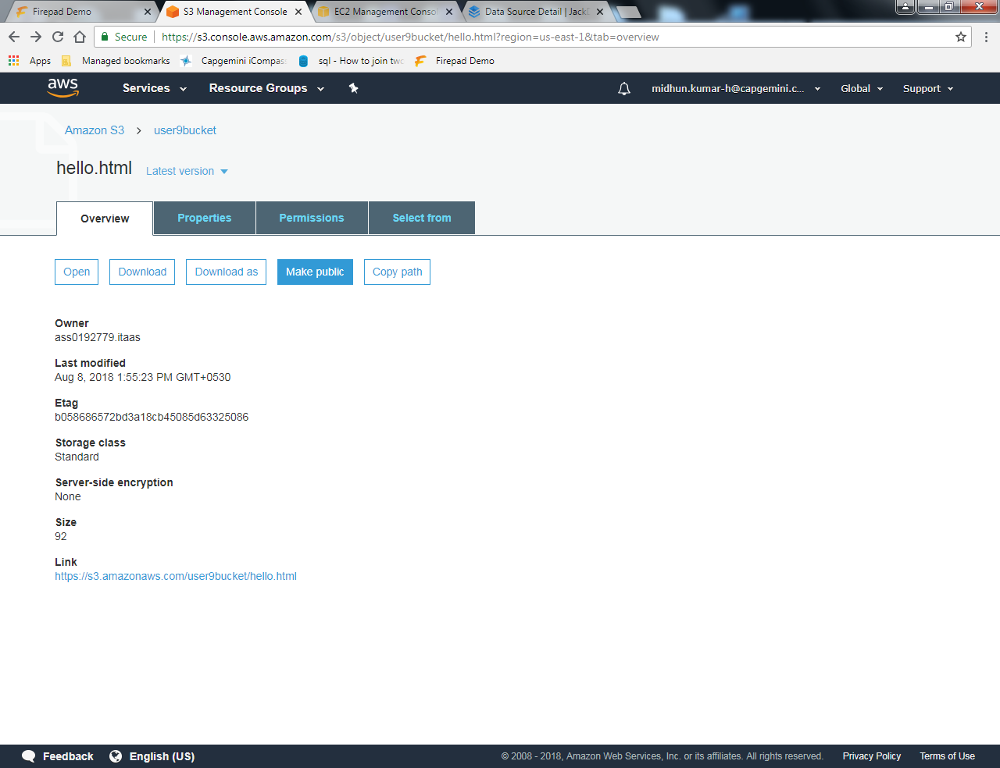 Firepad Demo
S3 Management Console
EC2 Management Conso
Data Source Detail | Jack
Secure
https://s3.console.aws.amazon.com/s3/object/user9bucket/hello.html?region=us-east-1&tab=overview
Apps
Managed bookmarks
Capgemini iCompass
sql - How to join two
Firepad Demo
aws
Services
Resource Groups
midhun.kumar-h@capgemini.c...
Global
Support
Amazon S3
user9bucket
hello.html
Latest version
Overview
Properties
Permissions
Select from
Open
Download
Download as
Make public
Copy path
Owner
ass0192779.itaas
Last modified
Aug 8, 2018 1:55:23 PM GMT+0530
Etag
b058686572bd3a18cb45085d63325086
Storage class
Standard
Server-side encryption
None
Size
92
Link
https://s3.amazonaws.com/user9bucket/hello.html
Feedback
English (US)
© 2008 - 2018, Amazon Web Services, Inc. or its affiliates. All rights reserved.
Privacy Policy
Terms of Use